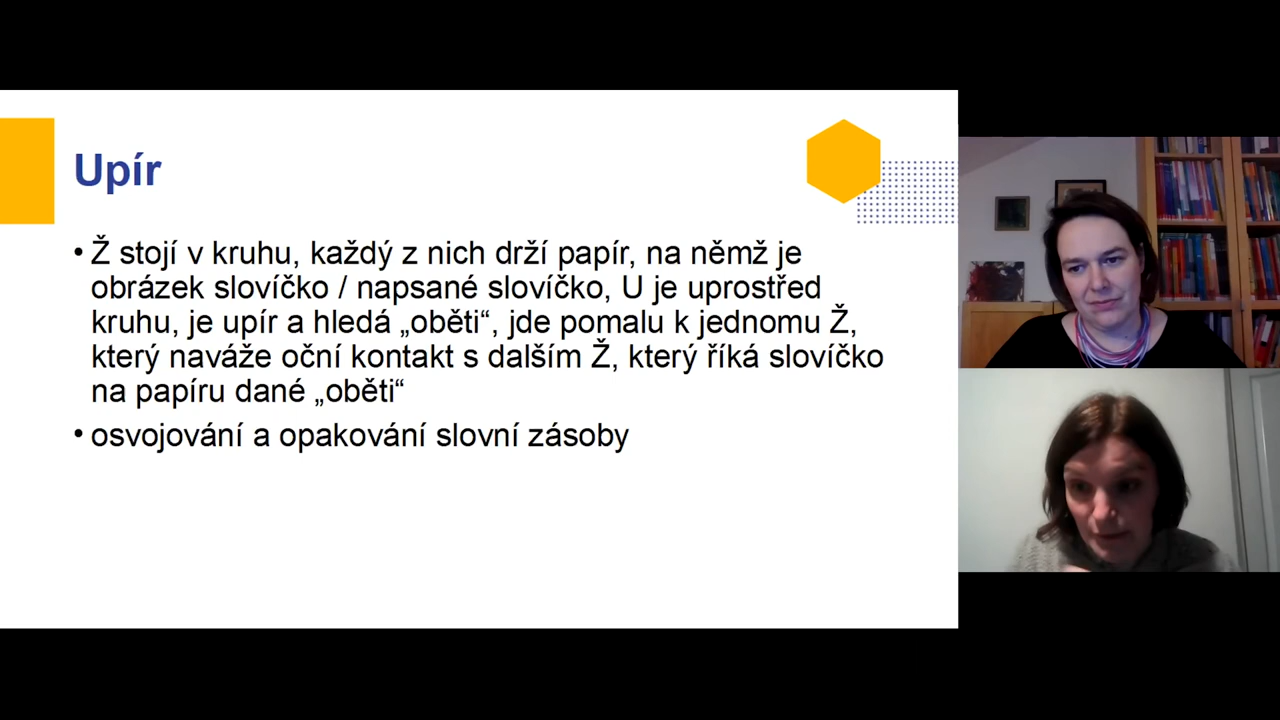 Upír
• Ž stojí v kruhu, každý z nich drží papír, na němž je
obrázek slovíčko / napsané slovíčko, U je uprostřed
kruhu, je upír a hledá „oběti“, jde pomalu k jednomu Ž,
který naváže oční kontakt s dalším Ž, který říká slovíčko
na papíru dané „oběti“
• osvojování a opakování slovní zásoby